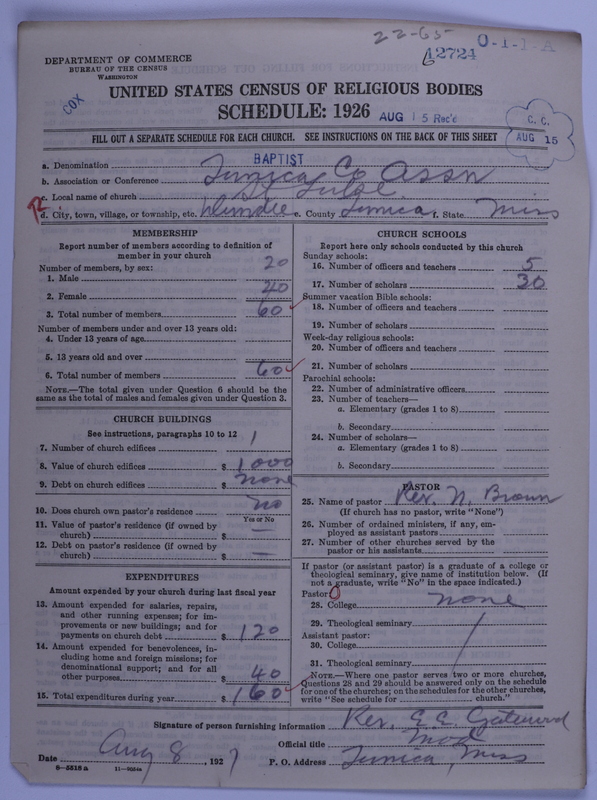 22-65
12724 0-1-1-A
DEPARTMENT OF COMMERCE
BUREAU OF THE CENSUS
WASHINGTON
UNITED STATES CENSUS OF RELIGIOUS BODIES
COX
SCHEDULE: 1926
AUG 15 Rec'd
C. C.
AUG 15
FILL OUT A SEPARATE SCHEDULE FOR EACH CHURCH. SEE INSTRUCTIONS ON THE BACK OF THIS SHEET
a. Denomination BAPTIST
b. Association or Conference Tunica Co Assn
c. Local name of church St
d. City, town, village, or township, etc. Dundee e. County Tunica f. State Miss
MEMBERSHIP
Report number of members according to definition of
member in your church
Number of members, by sex:
1. Male 20
2. Female 40
3. Total number of members 60
Number of members under and over 13 years old:
4. Under 13 years of age
5. 13 years old and over
6. Total number of members 60
NOTE.—The total given under Question 6 should be the
same as the total of males and females given under Question 3.
CHURCH BUILDINGS
See instructions, paragraphs 10 to 12
7. Number of church edifices 1
8. Value of church edifices $ 1000
9. Debt on church edifices $ none
10. Does church own pastor's residence? no
Yes or No
11. Value of pastor's residence (if owned by
church) $ —
12. Debt on pastor's residence (if owned by
church) $ —
EXPENDITURES
Amount expended by your church during last fiscal year
13. Amount expended for salaries, repairs,
and other running expenses; for im-
provements or new buildings; and for
payments on church debt $ 120
14. Amount expended for benevolences, in-
cluding home and foreign missions; for
denominational support; and for all
other purposes $ 40
15. Total expenditures during year $ 160
CHURCH SCHOOLS
Report here only schools conducted by this church
Sunday schools:
16. Number of officers and teachers 5
17. Number of scholars 30
Summer vacation Bible schools:
18. Number of officers and teachers
19. Number of scholars
Week-day religious schools:
20. Number of officers and teachers
21. Number of scholars
Parochial schools:
22. Number of administrative officers
23. Number of teachers—
a. Elementary (grades 1 to 8)
b. Secondary
24. Number of scholars—
a. Elementary (grades 1 to 8)
b. Secondary
PASTOR
25. Name of pastor Rev. N. Brown
(If church has no pastor, write "None")
26. Number of ordained ministers, if any, em-
ployed as assistant pastors
27. Number of other churches served by the
pastor or his assistants
If pastor (or assistant pastor) is a graduate of a college or
theological seminary, give name of institution below. (If
not a graduate, write "No" in the space indicated.)
Pastor: 0
28. College none
29. Theological seminary
Assistant pastor:
30. College
31. Theological seminary
NOTE.—Where one pastor serves two or more churches,
Questions 28 and 29 should be answered only on the schedule
for one of the churches; on the schedules for the other churches,
write "See schedule for church."
Signature of person furnishing information Rev. E. E. Gatewood
Official title Mod
Date Aug 8, 1927 P. O. Address Tunica, Miss
8—5518a